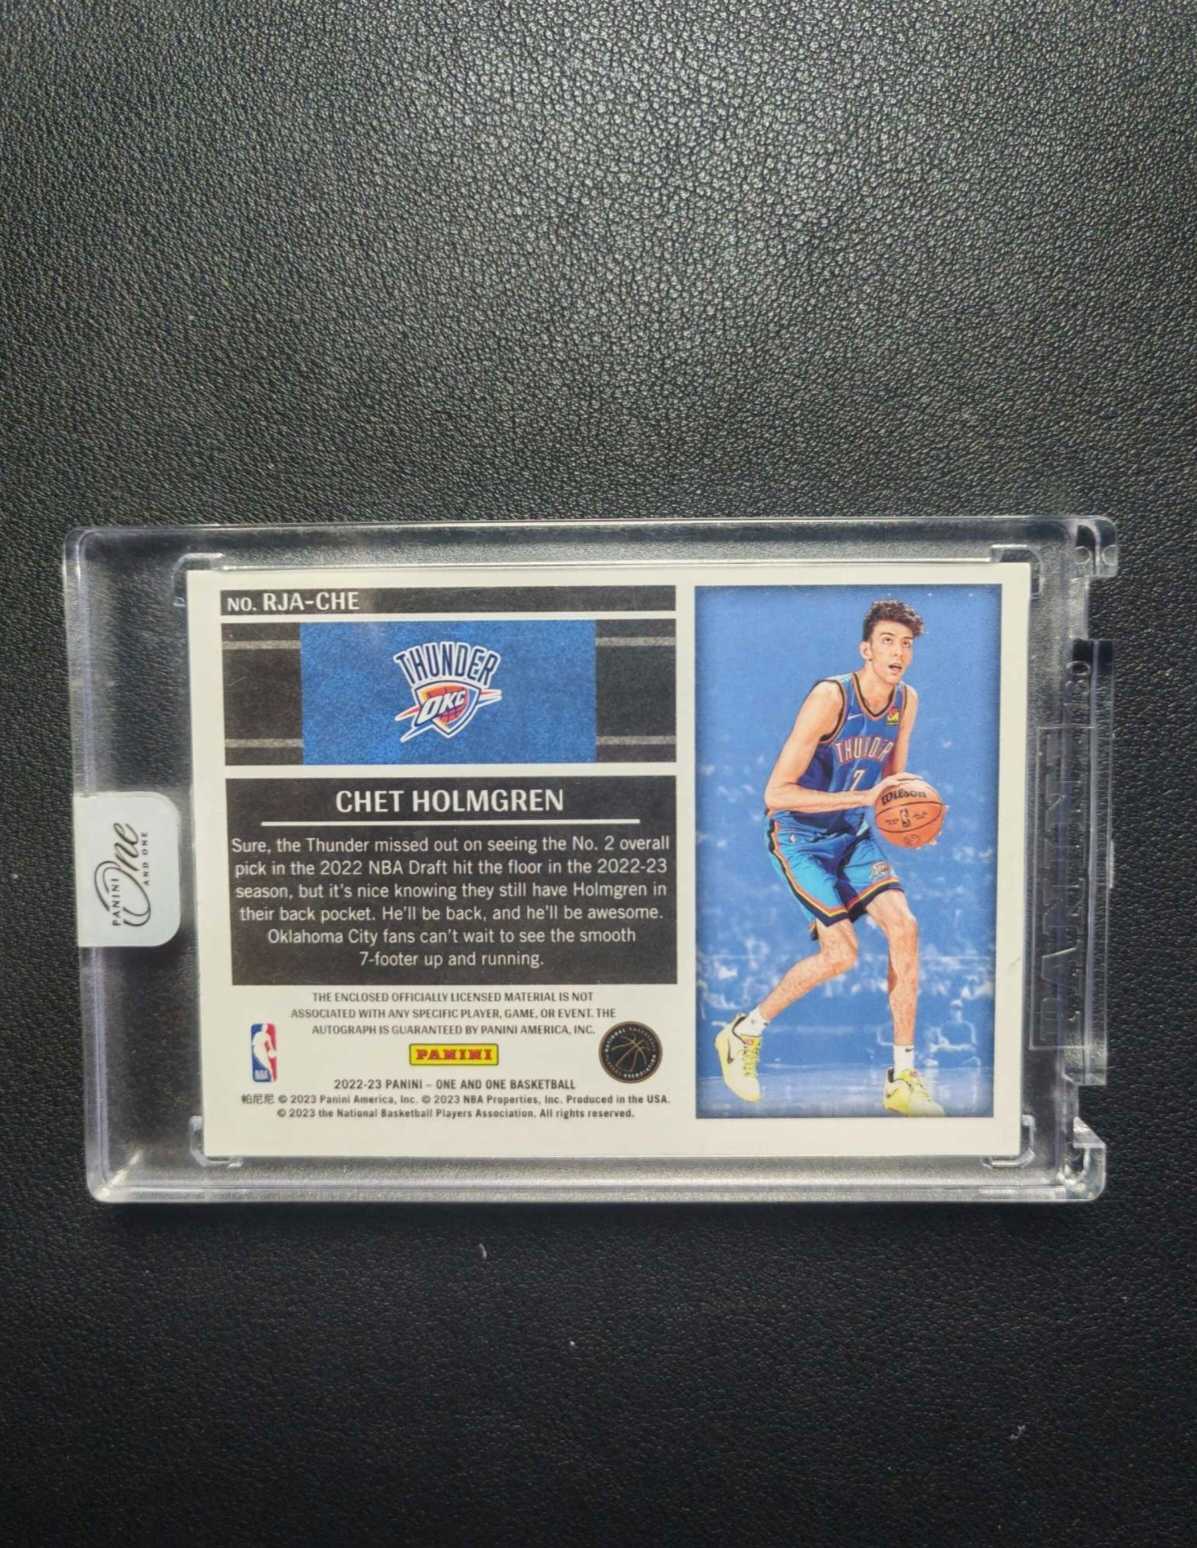 NO. RJA-CHE
THUNDER
OKC
CHET HOLMGREN
Sure, the Thunder missed out on seeing the No. 2 overall
pick in the 2022 NBA Draft hit the floor in the 2022-23
season, but it's nice knowing they still have Holmgren in
their back pocket. He'll be back, and he'll be awesome.
Oklahoma City fans can't wait to see the smooth
7-footer up and running.
THE ENCLOSED OFFICIALLY LICENSED MATERIAL IS NOT
ASSOCIATED WITH ANY SPECIFIC PLAYER, GAME, OR EVENT. THE
AUTOGRAPH IS GUARANTEED BY PANINI AMERICA, INC.
PANINI
2022-23 PANINI – ONE AND ONE BASKETBALL
帕尼尼 © 2023 Panini America, Inc. © 2023 NBA Properties, Inc. Produced in the USA.
© 2023 the National Basketball Players Association. All rights reserved.
NBA
THUNDER
7
WILSON
PANINI
One
AND ONE
PANINI